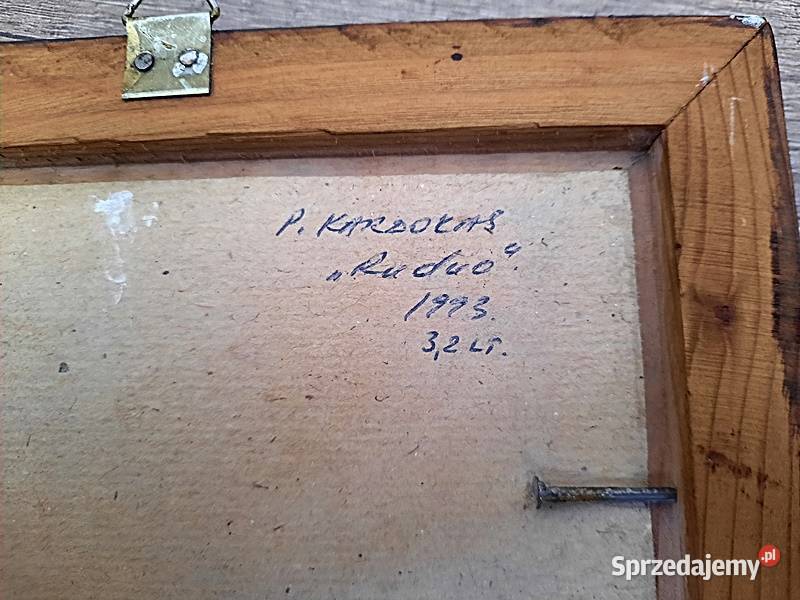 P. KARDOKAS
„Ruduo“.
1993.
3,2 LT.
Sprzedajemy.pl